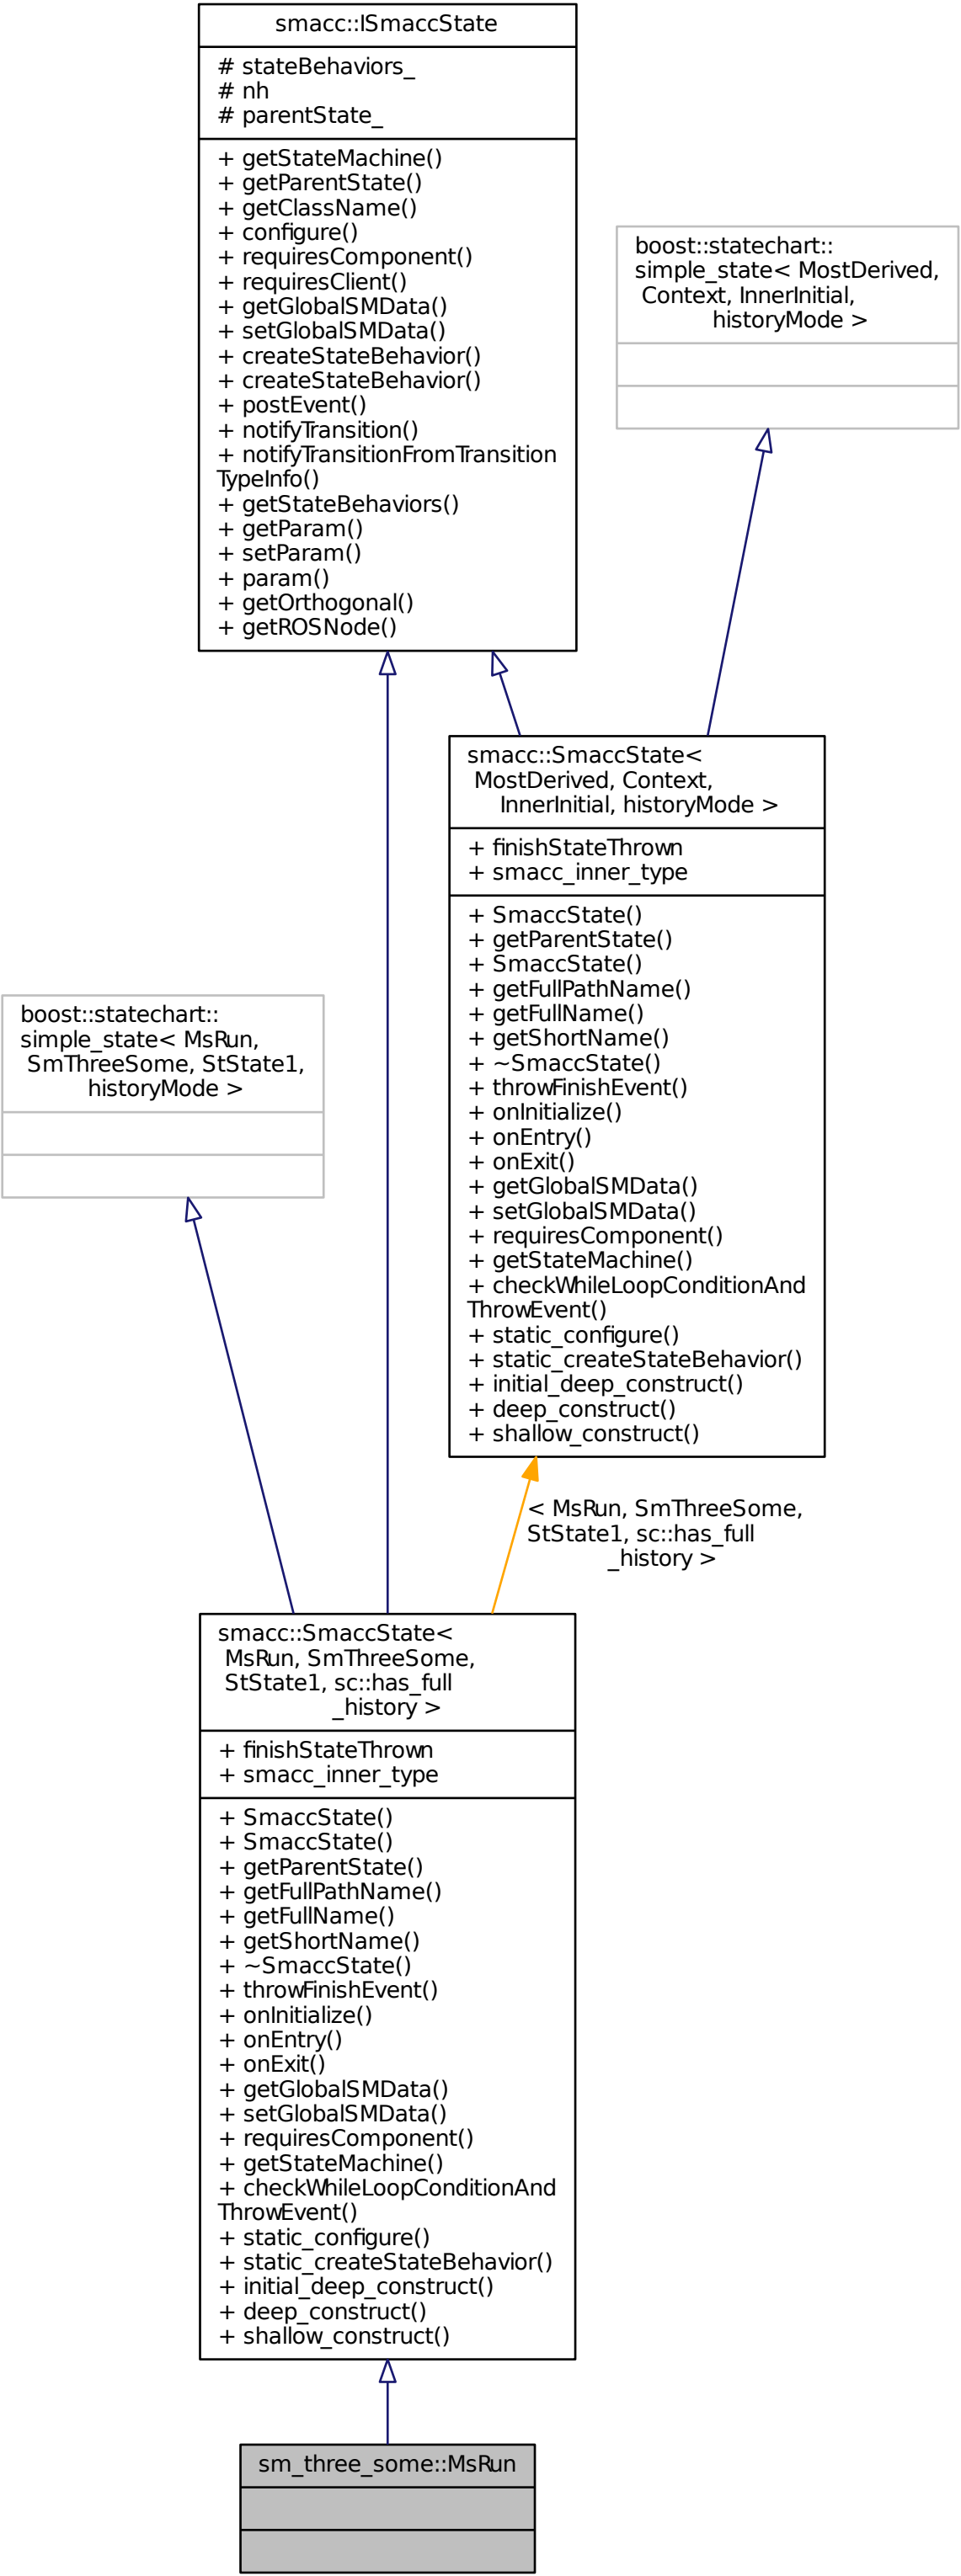 smacc::ISmaccState
# stateBehaviors_
# nh
# parentState_
+ getStateMachine()
+ getParentState()
+ getClassName()
+ configure()
+ requiresComponent()
+ requiresClient()
+ getGlobalSMData()
+ setGlobalSMData()
+ createStateBehavior()
+ createStateBehavior()
+ postEvent()
+ notifyTransition()
+ notifyTransitionFromTransition
TypeInfo()
+ getStateBehaviors()
+ getParam()
+ setParam()
+ param()
+ getOrthogonal()
+ getROSNode()
boost::statechart::
simple_state< MostDerived,
Context, InnerInitial,
historyMode >
smacc::SmaccState<
MostDerived, Context,
InnerInitial, historyMode >
+ finishStateThrown
+ smacc_inner_type
+ SmaccState()
+ getParentState()
+ SmaccState()
+ getFullPathName()
+ getFullName()
+ getShortName()
+ ~SmaccState()
+ throwFinishEvent()
+ onInitialize()
+ onEntry()
+ onExit()
+ getGlobalSMData()
+ setGlobalSMData()
+ requiresComponent()
+ getStateMachine()
+ checkWhileLoopConditionAnd
ThrowEvent()
+ static_configure()
+ static_createStateBehavior()
+ initial_deep_construct()
+ deep_construct()
+ shallow_construct()
boost::statechart::
simple_state< MsRun,
SmThreeSome, StState1,
historyMode >
< MsRun, SmThreeSome,
StState1, sc::has_full
_history >
smacc::SmaccState<
MsRun, SmThreeSome,
StState1, sc::has_full
_history >
+ finishStateThrown
+ smacc_inner_type
+ SmaccState()
+ SmaccState()
+ getParentState()
+ getFullPathName()
+ getFullName()
+ getShortName()
+ ~SmaccState()
+ throwFinishEvent()
+ onInitialize()
+ onEntry()
+ onExit()
+ getGlobalSMData()
+ setGlobalSMData()
+ requiresComponent()
+ getStateMachine()
+ checkWhileLoopConditionAnd
ThrowEvent()
+ static_configure()
+ static_createStateBehavior()
+ initial_deep_construct()
+ deep_construct()
+ shallow_construct()
sm_three_some::MsRun